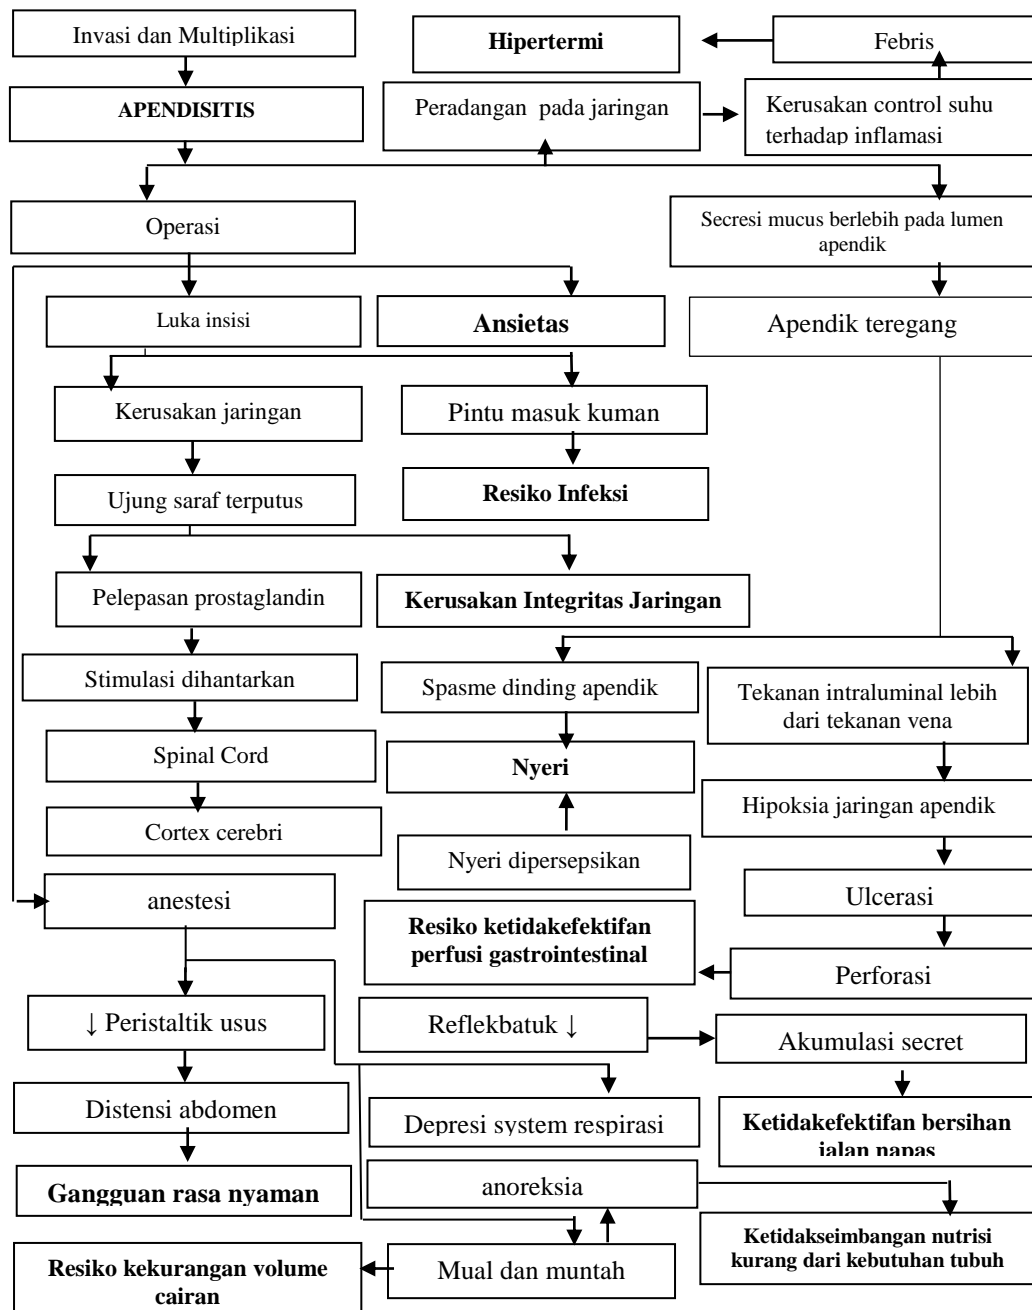 Invasi dan Multiplikasi
Hipertermi
Febris
APENDISITIS
Peradangan pada jaringan
Kerusakan control suhu
terhadap inflamasi
Operasi
Secresi mucus berlebih pada lumen
apendik
Luka insisi
Ansietas
Apendik teregang
Kerusakan jaringan
Pintu masuk kuman
Ujung saraf terputus
Resiko Infeksi
Pelepasan prostaglandin
Kerusakan Integritas Jaringan
Stimulasi dihantarkan
Spasme dinding apendik
Tekanan intraluminal lebih
dari tekanan vena
Spinal Cord
Nyeri
Cortex cerebri
Hipoksia jaringan apendik
Nyeri dipersepsikan
anestesi
Ulcerasi
Resiko ketidakefektifan
perfusi gastrointestinal
Perforasi
↓ Peristaltik usus
Reflekbatuk ↓
Akumulasi secret
Distensi abdomen
Depresi system respirasi
Ketidakefektifan bersihan
jalan napas
Gangguan rasa nyaman
anoreksia
Ketidakseimbangan nutrisi
kurang dari kebutuhan tubuh
Resiko kekurangan volume
cairan
Mual dan muntah